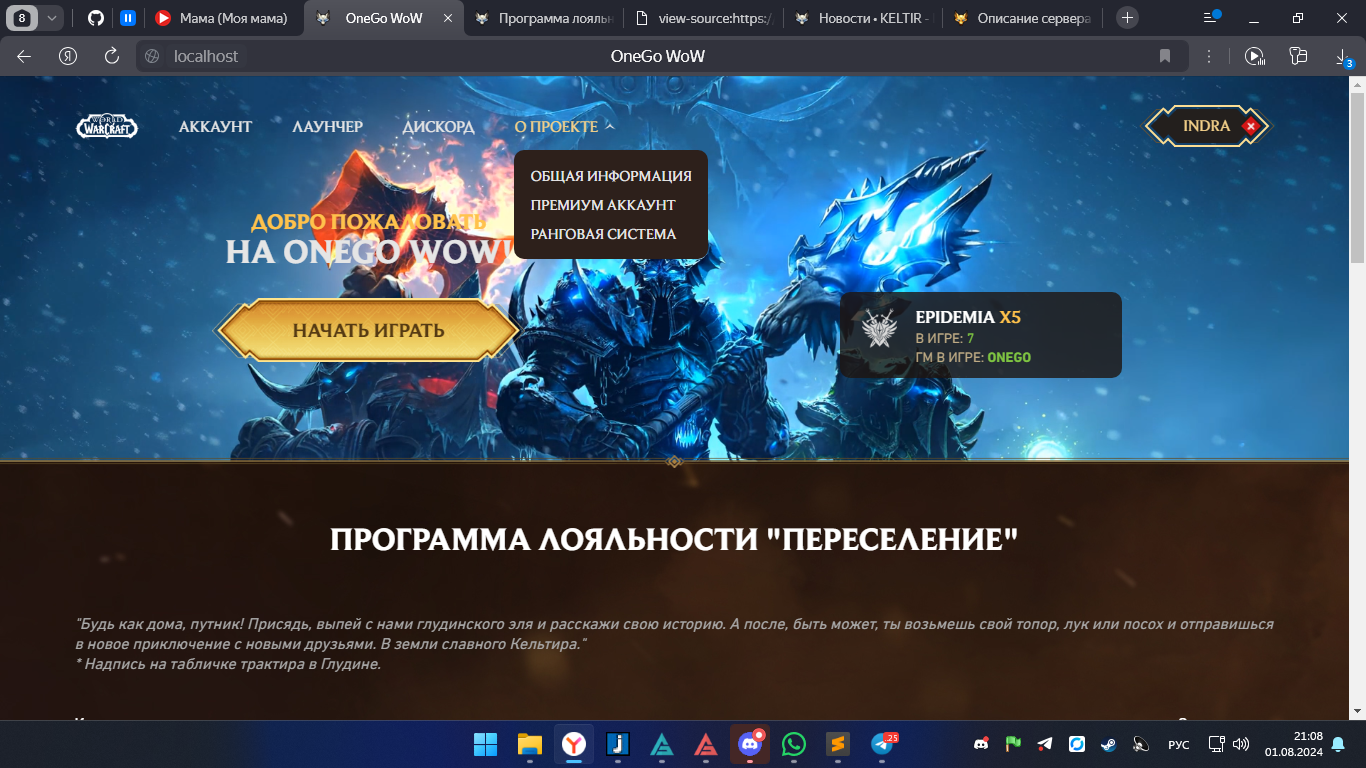 8
Мама (Моя мама)
OneGo WoW
Программа лояльн
view-source:https:/
Новости • KELTIR -
Описание сервера
localhost
OneGo WoW
3
WORLD
WARCRAFT
АККАУНТ
ЛАУНЧЕР
ДИСКОРД
О ПРОЕКТЕ
INDRA
ОБЩАЯ ИНФОРМАЦИЯ
ПРЕМИУМ АККАУНТ
РАНГОВАЯ СИСТЕМА
ДОБРО ПОЖАЛОВАТЬ
НА ONEGO WOW!
НАЧАТЬ ИГРАТЬ
EPIDEMIA X5
В ИГРЕ: 7
ГМ В ИГРЕ: ONEGO
ПРОГРАММА ЛОЯЛЬНОСТИ "ПЕРЕСЕЛЕНИЕ"
"Будь как дома, путник! Присядь, выпей с нами глудинского эля и расскажи свою историю. А после, быть может, ты возьмешь свой топор, лук или посох и отправишься
в новое приключение с новыми друзьями. В земли славного Кельтира."
* Надпись на табличке трактира в Глудине.
25
РУС
21:08
01.08.2024